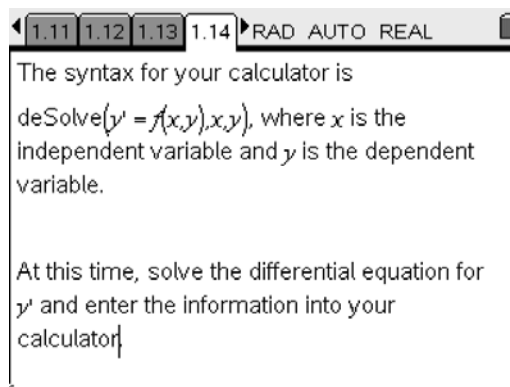 1.11 1.12 1.13 1.14 RAD AUTO REAL
The syntax for your calculator is
deSolve(y' = f(x,y),x,y), where x is the
independent variable and y is the dependent
variable.
At this time, solve the differential equation for
y' and enter the information into your
calculator.